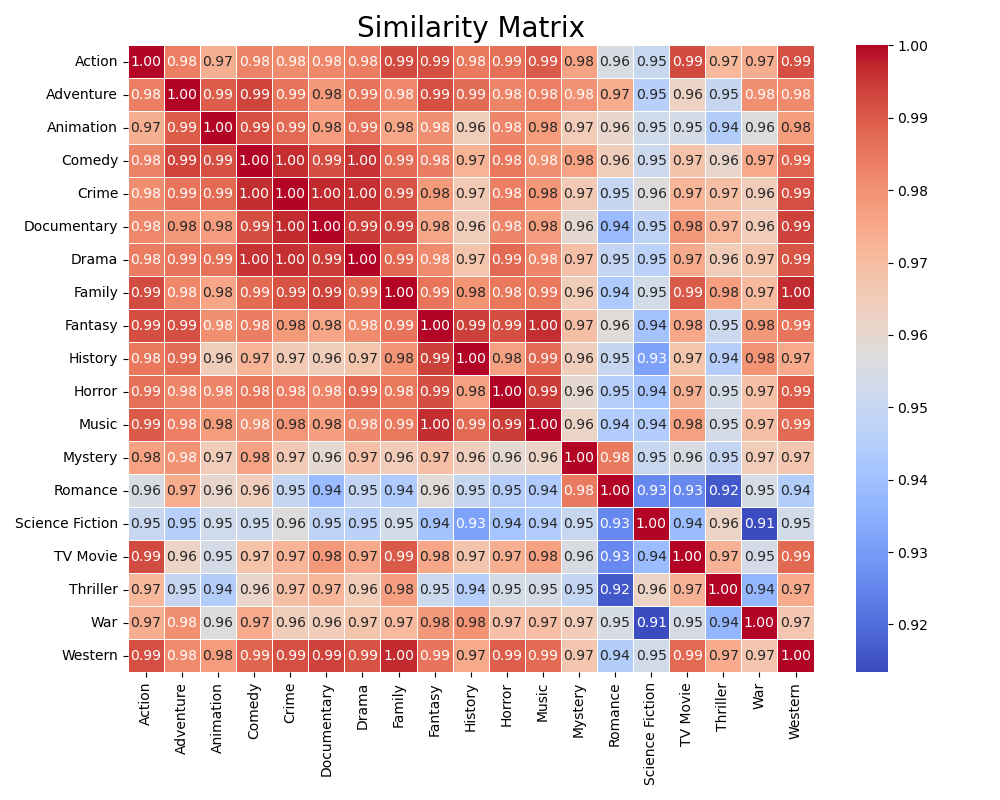 Similarity Matrix
Action 1.00 0.98 0.97 0.98 0.98 0.98 0.98 0.99 0.99 0.98 0.99 0.99 0.98 0.96 0.95 0.99 0.97 0.97 0.99
Adventure 0.98 1.00 0.99 0.99 0.99 0.98 0.99 0.98 0.99 0.99 0.98 0.98 0.98 0.97 0.95 0.96 0.95 0.98 0.98
Animation 0.97 0.99 1.00 0.99 0.99 0.98 0.99 0.98 0.98 0.96 0.98 0.98 0.97 0.96 0.95 0.95 0.94 0.96 0.98
Comedy 0.98 0.99 0.99 1.00 1.00 0.99 1.00 0.99 0.98 0.97 0.98 0.98 0.98 0.96 0.95 0.97 0.96 0.97 0.99
Crime 0.98 0.99 0.99 1.00 1.00 1.00 1.00 0.99 0.98 0.97 0.98 0.98 0.97 0.95 0.96 0.97 0.97 0.96 0.99
Documentary 0.98 0.98 0.98 0.99 1.00 1.00 0.99 0.99 0.98 0.96 0.98 0.98 0.96 0.94 0.95 0.98 0.97 0.96 0.99
Drama 0.98 0.99 0.99 1.00 1.00 0.99 1.00 0.99 0.98 0.97 0.99 0.98 0.97 0.95 0.95 0.97 0.96 0.97 0.99
Family 0.99 0.98 0.98 0.99 0.99 0.99 0.99 1.00 0.99 0.98 0.98 0.99 0.96 0.94 0.95 0.99 0.98 0.97 1.00
Fantasy 0.99 0.99 0.98 0.98 0.98 0.98 0.98 0.99 1.00 0.99 0.99 1.00 0.97 0.96 0.94 0.98 0.95 0.98 0.99
History 0.98 0.99 0.96 0.97 0.97 0.96 0.97 0.98 0.99 1.00 0.98 0.99 0.96 0.95 0.93 0.97 0.94 0.98 0.97
Horror 0.99 0.98 0.98 0.98 0.98 0.98 0.99 0.98 0.99 0.98 1.00 0.99 0.96 0.95 0.94 0.97 0.95 0.97 0.99
Music 0.99 0.98 0.98 0.98 0.98 0.98 0.98 0.99 1.00 0.99 0.99 1.00 0.96 0.94 0.94 0.98 0.95 0.97 0.99
Mystery 0.98 0.98 0.97 0.98 0.97 0.96 0.97 0.96 0.97 0.96 0.96 0.96 1.00 0.98 0.95 0.96 0.95 0.97 0.97
Romance 0.96 0.97 0.96 0.96 0.95 0.94 0.95 0.94 0.96 0.95 0.95 0.94 0.98 1.00 0.93 0.93 0.92 0.95 0.94
Science Fiction 0.95 0.95 0.95 0.95 0.96 0.95 0.95 0.95 0.94 0.93 0.94 0.94 0.95 0.93 1.00 0.94 0.96 0.91 0.95
TV Movie 0.99 0.96 0.95 0.97 0.97 0.98 0.97 0.99 0.98 0.97 0.97 0.98 0.96 0.93 0.94 1.00 0.97 0.95 0.99
Thriller 0.97 0.95 0.94 0.96 0.97 0.97 0.96 0.98 0.95 0.94 0.95 0.95 0.95 0.92 0.96 0.97 1.00 0.94 0.97
War 0.97 0.98 0.96 0.97 0.96 0.96 0.97 0.97 0.98 0.98 0.97 0.97 0.97 0.95 0.91 0.95 0.94 1.00 0.97
Western 0.99 0.98 0.98 0.99 0.99 0.99 0.99 1.00 0.99 0.97 0.99 0.99 0.97 0.94 0.95 0.99 0.97 0.97 1.00
Action
Adventure
Animation
Comedy
Crime
Documentary
Drama
Family
Fantasy
History
Horror
Music
Mystery
Romance
Science Fiction
TV Movie
Thriller
War
Western
1.00
0.99
0.98
0.97
0.96
0.95
0.94
0.93
0.92